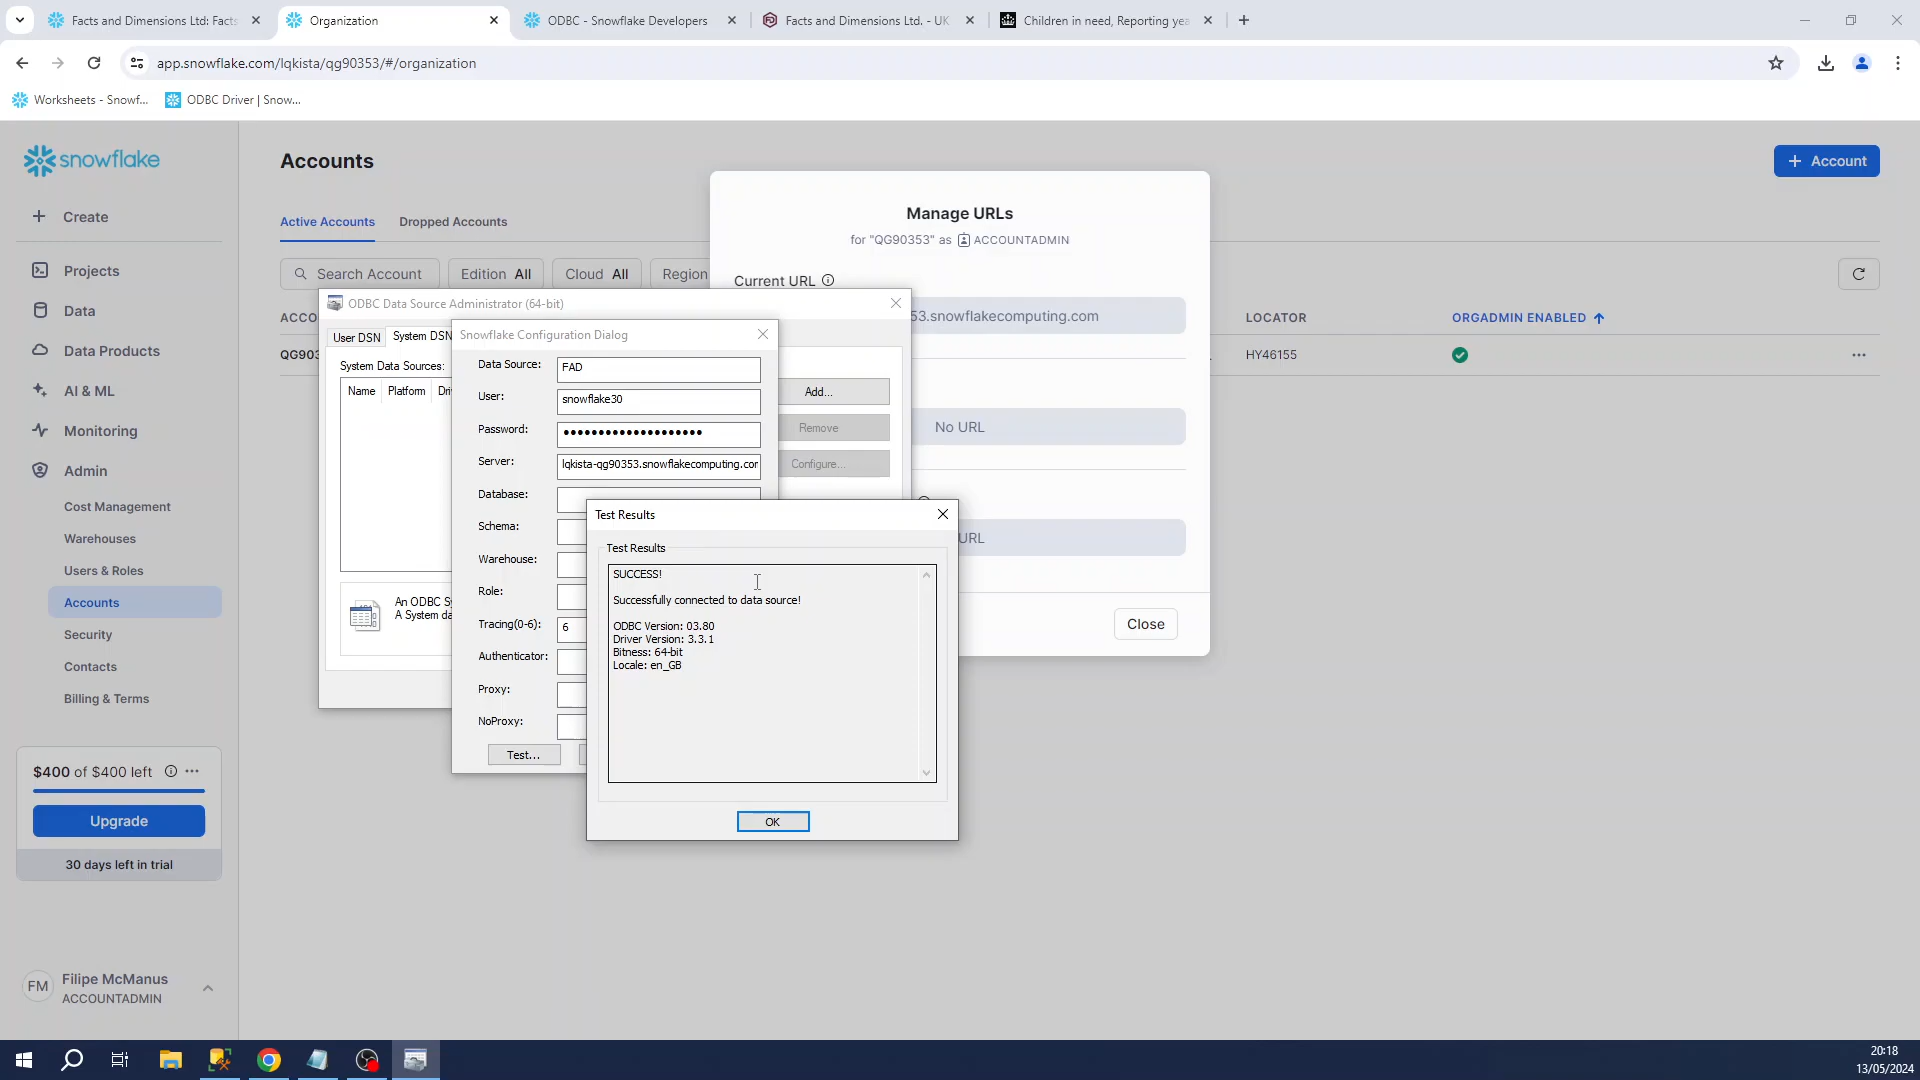 Facts and Dimensions Ltd: Facts
Organization
ODBC - Snowflake Developers
Facts and Dimensions Ltd. - UK
Children in need, Reporting yea
app.snowflake.com/lqkista/qg90353/#/organization
Worksheets - Snowf...
ODBC Driver | Snow...
snowflake
Create
Projects
Data
Data Products
AI & ML
Monitoring
Admin
Cost Management
Warehouses
Users & Roles
Accounts
Security
Contacts
Billing & Terms
$400 of $400 left
Upgrade
30 days left in trial
FM
Filipe McManus
ACCOUNTADMIN
Accounts
Account
Active Accounts
Dropped Accounts
Search Account
Edition All
Cloud All
Region
ACCO
LOCATOR
ORGADMIN ENABLED
QG903
HY46155
Manage URLs
for "QG90353" as ACCOUNTADMIN
Current URL
53.snowflakecomputing.com
No URL
URL
Close
ODBC Data Source Administrator (64-bit)
User DSN
System DSN
System Data Sources:
Name
Platform
Dri
Add...
Remove
Configure...
An ODBC Sy
A System da
Snowflake Configuration Dialog
Data Source: FAD
User: snowflake30
Password: ••••••••••••••••••••
Server: lqkista-qg90353.snowflakecomputing.cor
Database:
Schema:
Warehouse:
Role:
Tracing(0-6): 6
Authenticator:
Proxy:
NoProxy:
Test...
Test Results
Test Results
SUCCESS!
Successfully connected to data source!
ODBC Version: 03.80
Driver Version: 3.3.1
Bitness: 64-bit
Locale: en_GB
OK
20:18
13/05/2024